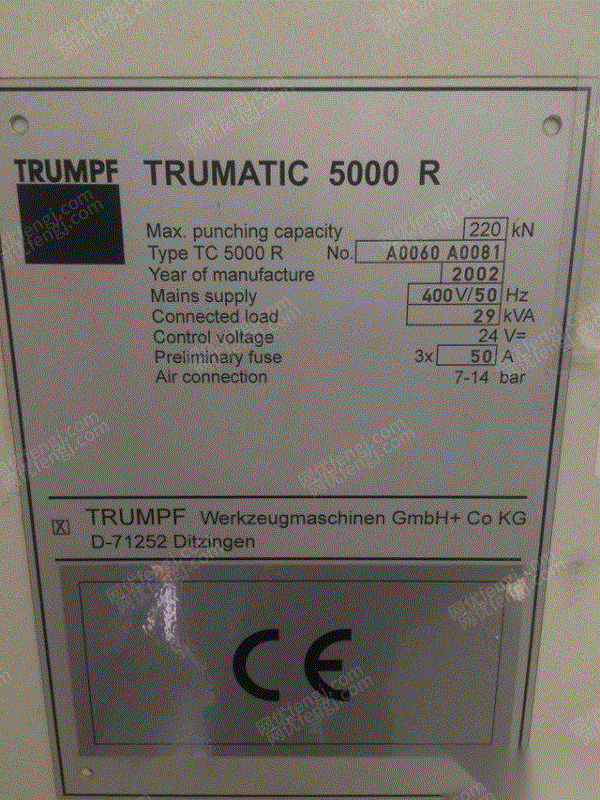 TRUMPF TRUMATIC 5000 R
Max. punching capacity 220 kN
Type TC 5000 R No. A0060 A0081
Year of manufacture 2002
Mains supply 400V/50 Hz
Connected load 29 kVA
Control voltage 24 V=
Preliminary fuse 3x 50 A
Air connection 7-14 bar
X TRUMPF Werkzeugmaschinen GmbH+ Co KG
D-71252 Ditzingen
CE